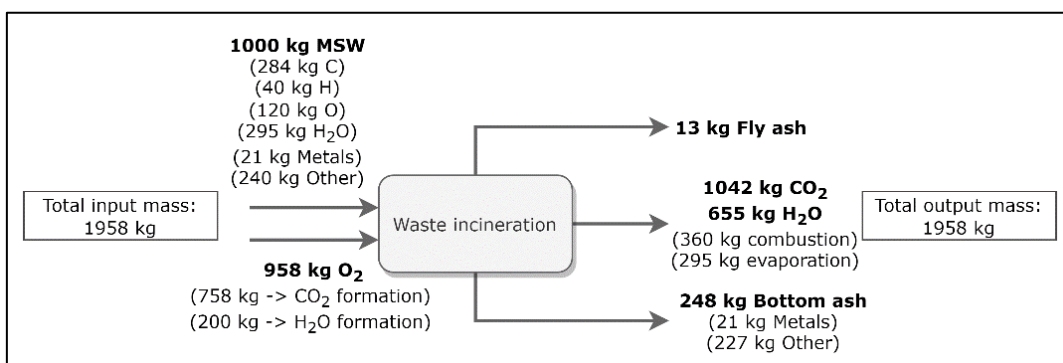 1000 kg MSW
(284 kg C)
(40 kg H)
(120 kg O)
(295 kg H₂O)
(21 kg Metals)
(240 kg Other)
Total input mass:
1958 kg
958 kg O₂
(758 kg -> CO₂ formation)
(200 kg -> H₂O formation)
Waste incineration
13 kg Fly ash
1042 kg CO₂
655 kg H₂O
(360 kg combustion)
(295 kg evaporation)
Total output mass:
1958 kg
248 kg Bottom ash
(21 kg Metals)
(227 kg Other)